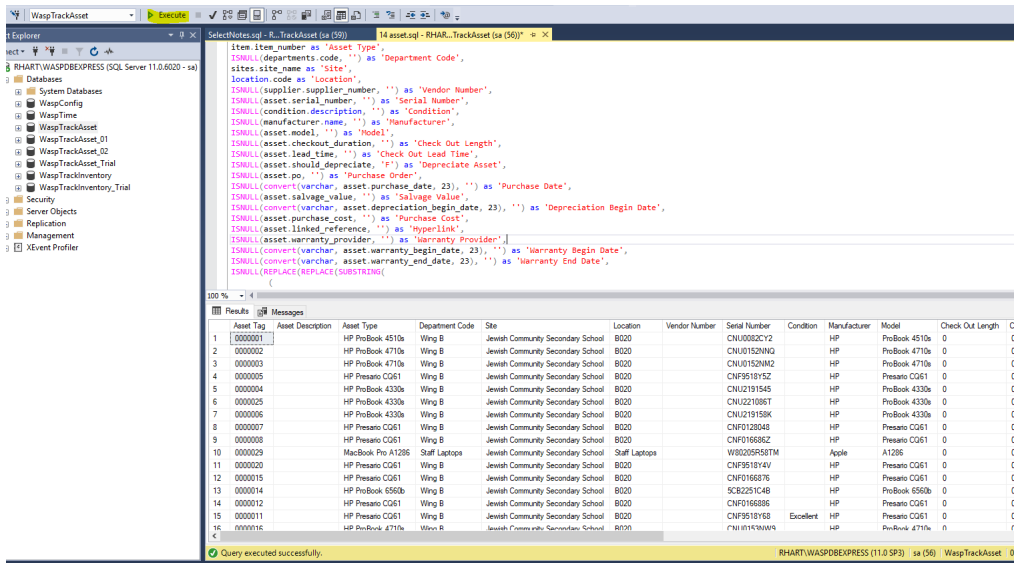 WaspTrackAsset Execute
SelectNotes.sql - R...TrackAsset (sa (59)) 14 asset.sql - RHAR...TrackAsset (sa (56))*
RHART\WASPDBEXPRESS (SQL Server 11.0.6020 - sa)
Databases
System Databases
WaspConfig
WaspTime
WaspTrackAsset
WaspTrackAsset_01
WaspTrackAsset_02
WaspTrackAsset_Trial
WaspTrackInventory
WaspTrackInventory_Trial
Security
Server Objects
Replication
Management
XEvent Profiler
item.item_number as 'Asset Type',
ISNULL(departments.code, '') as 'Department Code',
sites.site_name as 'Site',
location.code as 'Location',
ISNULL(supplier.supplier_number, '') as 'Vendor Number',
ISNULL(asset.serial_number, '') as 'Serial Number',
ISNULL(condition.description, '') as 'Condition',
ISNULL(manufacturer.name, '') as 'Manufacturer',
ISNULL(asset.model, '') as 'Model',
ISNULL(asset.checkout_duration, '') as 'Check Out Length',
ISNULL(asset.lead_time, '') as 'Check Out Lead Time',
ISNULL(asset.should_depreciate, 'F') as 'Depreciate Asset',
ISNULL(asset.po, '') as 'Purchase Order',
ISNULL(convert(varchar, asset.purchase_date, 23), '') as 'Purchase Date',
ISNULL(asset.salvage_value, '') as 'Salvage Value',
ISNULL(convert(varchar, asset.depreciation_begin_date, 23), '') as 'Depreciation Begin Date',
ISNULL(asset.purchase_cost, '') as 'Purchase Cost',
ISNULL(asset.linked_reference, '') as 'Hyperlink',
ISNULL(asset.warranty_provider, '') as 'Warranty Provider',
ISNULL(convert(varchar, asset.warranty_begin_date, 23), '') as 'Warranty Begin Date',
ISNULL(convert(varchar, asset.warranty_end_date, 23), '') as 'Warranty End Date',
ISNULL(REPLACE(REPLACE(SUBSTRING(
(
100 %
Results Messages
Asset Tag Asset Description Asset Type Department Code Site Location Vendor Number Serial Number Condition Manufacturer Model Check Out Length
1 0000001 HP ProBook 4510s Wing B Jewish Community Secondary School B020 CNU0082CY2 HP ProBook 4510s 0
2 0000002 HP ProBook 4710s Wing B Jewish Community Secondary School B020 CNU0152NNQ HP ProBook 4710s 0
3 0000003 HP ProBook 4710s Wing B Jewish Community Secondary School B020 CNU0152NM2 HP ProBook 4710s 0
4 0000005 HP Presario CQ61 Wing B Jewish Community Secondary School B020 CNF9518Y5Z HP Presario CQ61 0
5 0000004 HP ProBook 4330s Wing B Jewish Community Secondary School B020 CNU2191545 HP ProBook 4330s 0
6 0000025 HP ProBook 4330s Wing B Jewish Community Secondary School B020 CNU221086T HP ProBook 4330s 0
7 0000006 HP ProBook 4330s Wing B Jewish Community Secondary School B020 CNU219158K HP ProBook 4330s 0
8 0000007 HP Presario CQ61 Wing B Jewish Community Secondary School B020 CNF0128048 HP Presario CQ61 0
9 0000008 HP Presario CQ61 Wing B Jewish Community Secondary School B020 CNF016686Z HP Presario CQ61 0
10 0000029 MacBook Pro A1286 Staff Laptops Jewish Community Secondary School Staff Laptops W80205R58TM Apple A1286 0
11 0000020 HP Presario CQ61 Wing B Jewish Community Secondary School B020 CNF9518Y4V HP Presario CQ61 0
12 0000015 HP Presario CQ61 Wing B Jewish Community Secondary School B020 CNF0166876 HP Presario CQ61 0
13 0000014 HP ProBook 6560b Wing B Jewish Community Secondary School B020 5CB2251C4B HP ProBook 6560b 0
14 0000012 HP Presario CQ61 Wing B Jewish Community Secondary School B020 CNF0166886 HP Presario CQ61 0
15 0000011 HP Presario CQ61 Wing B Jewish Community Secondary School B020 CNF9518Y68 Excellent HP Presario CQ61 0
16 0000016 HP ProBook 4710s Wing B Jewish Community Secondary School B020 CNU0153NW9 HP ProBook 4710s 0
Query executed successfully. RHART\WASPDBEXPRESS (11.0 SP3) sa (56) WaspTrackAsset